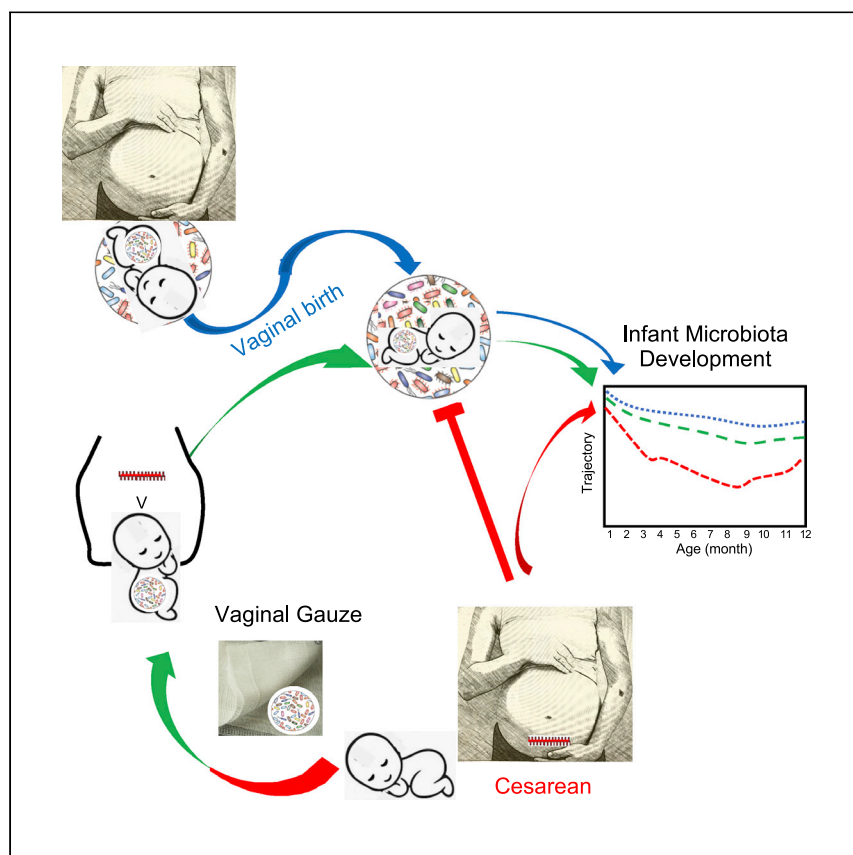 Vaginal birth
Infant Microbiota
Development
Trajectory
1 2 3 4 5 6 7 8 9 10 11 12
Age (month)
V
Vaginal Gauze
Cesarean